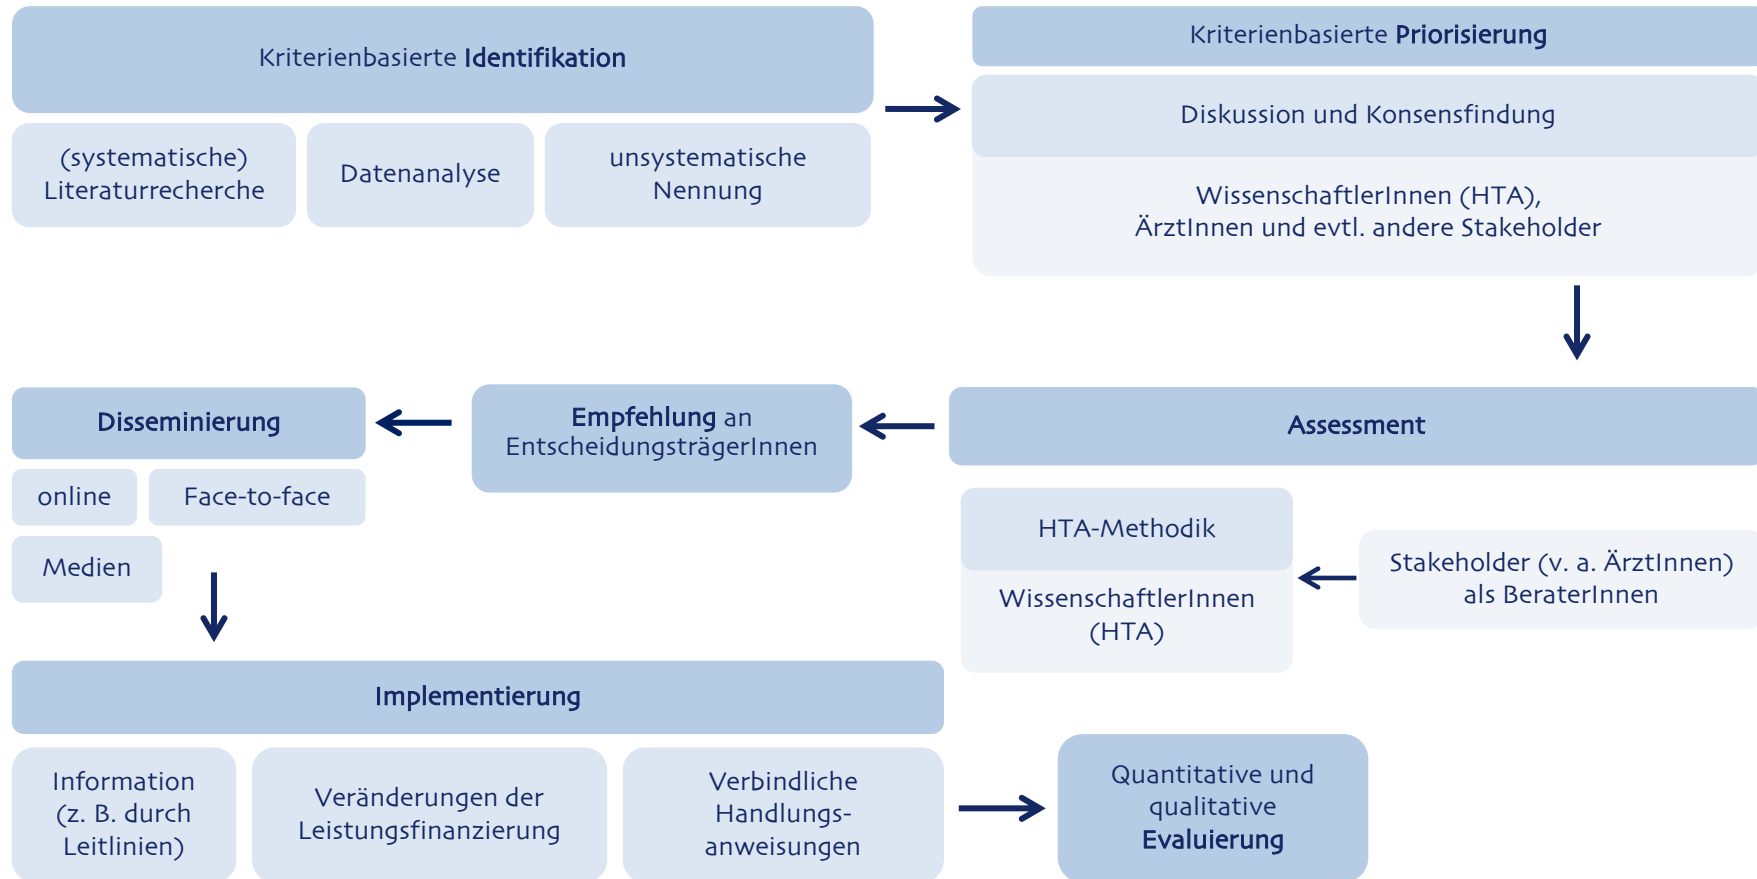 Kriterienbasierte Identifikation
(systematische)
Literaturrecherche
Datenanalyse
unsystematische
Nennung
Kriterienbasierte Priorisierung
Diskussion und Konsensfindung
WissenschaftlerInnen (HTA),
ÄrztInnen und evtl. andere Stakeholder
Assessment
HTA-Methodik
WissenschaftlerInnen
(HTA)
Stakeholder (v. a. ÄrztInnen)
als BeraterInnen
Empfehlung an
EntscheidungsträgerInnen
Disseminierung
online
Face-to-face
Medien
Implementierung
Information
(z. B. durch
Leitlinien)
Veränderungen der
Leistungsfinanzierung
Verbindliche
Handlungs-
anweisungen
Quantitative und
qualitative
Evaluierung